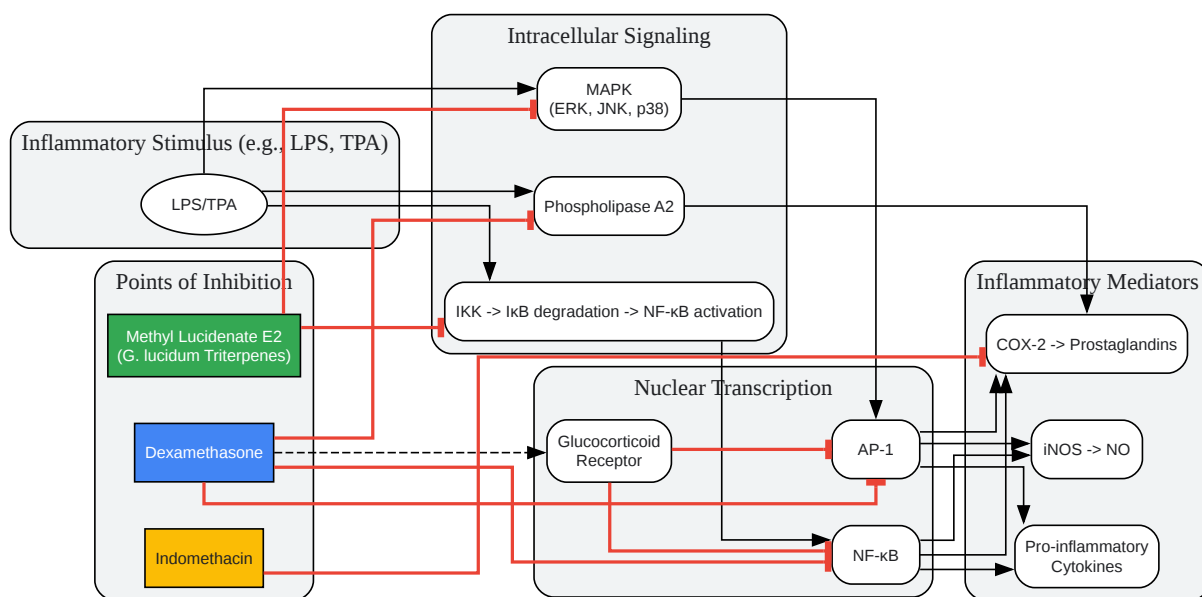 Intracellular Signaling
MAPK
(ERK, JNK, p38)
Inflammatory Stimulus (e.g., LPS, TPA)
LPS/TPA
Phospholipase A2
Points of Inhibition
Methyl Lucidenate E2
(G. lucidum Triterpenes)
IKK -> IκB degradation -> NF-κB activation
Inflammatory Mediators
COX-2 -> Prostaglandins
Nuclear Transcription
Dexamethasone
Glucocorticoid
Receptor
AP-1
iNOS -> NO
Indomethacin
NF-κB
Pro-inflammatory
Cytokines